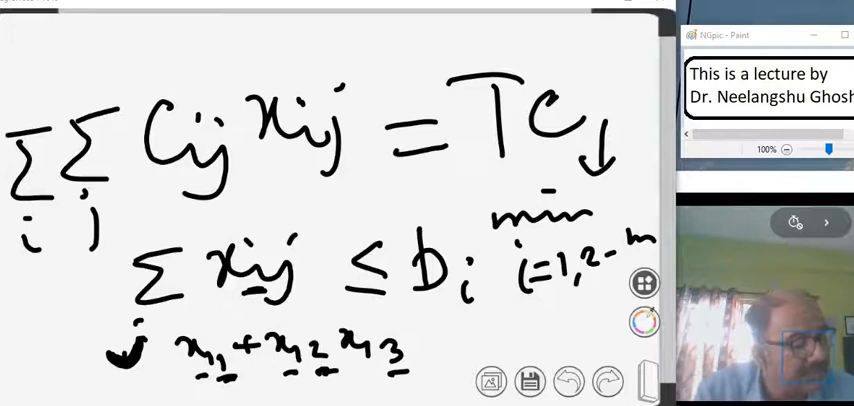 Σ Σ Cij xij = TC ↓
i j
min
Σ xij ≤ bi i=1,2-m
j
x11 + x12 x13
NGpic - Paint
This is a lecture by
Dr. Neelangshu Ghosh
100%